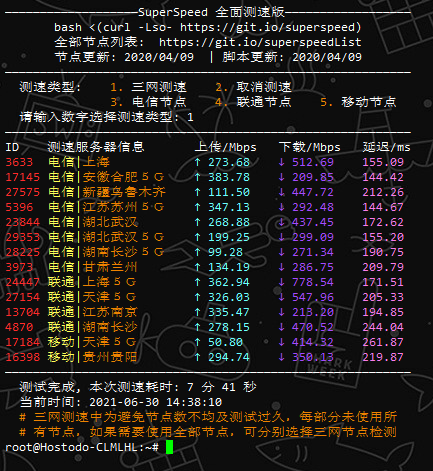 SuperSpeed 全面测速版
bash <(curl -Lso- https://git.io/superspeed)
全部节点列表: https://git.io/superspeedList
节点更新: 2020/04/09 | 脚本更新: 2020/04/09
测速类型: 1. 三网测速 2. 取消测速
3. 电信节点 4. 联通节点 5. 移动节点
请输入数字选择测速类型: 1
ID 测速服务器信息 上传/Mbps 下载/Mbps 延迟/ms
3633 电信|上海 ↑ 273.68 ↓ 512.69 155.09
17145 电信|安徽合肥５Ｇ ↑ 383.78 ↓ 209.85 144.42
27575 电信|新疆乌鲁木齐 ↑ 111.50 ↓ 447.72 212.26
5396 电信|江苏苏州５Ｇ ↑ 347.13 ↓ 292.48 144.67
23844 电信|湖北武汉 ↑ 268.88 ↓ 437.45 172.62
29353 电信|湖北武汉５Ｇ ↑ 199.25 ↓ 299.09 155.20
28225 电信|湖南长沙５Ｇ ↑ 99.28 ↓ 271.34 190.75
3973 电信|甘肃兰州 ↑ 134.19 ↓ 286.75 209.79
24447 联通|上海５Ｇ ↑ 362.94 ↓ 778.54 171.51
27154 联通|天津５Ｇ ↑ 326.03 ↓ 547.96 205.33
13704 联通|江苏南京 ↑ 335.47 ↓ 213.20 194.85
4870 联通|湖南长沙 ↑ 278.15 ↓ 470.52 244.04
17184 移动|天津５Ｇ ↑ 50.80 ↓ 414.32 261.87
16398 移动|贵州贵阳 ↑ 294.74 ↓ 350.13 219.87
测试完成, 本次测速耗时: 7 分 41 秒
当前时间: 2021-06-30 14:38:10
# 三网测速中为避免节点数不均及测试过久，每部分未使用所
# 有节点，如果需要使用全部节点，可分别选择三网节点检测
root@Hostodo-CLMLHL:~#